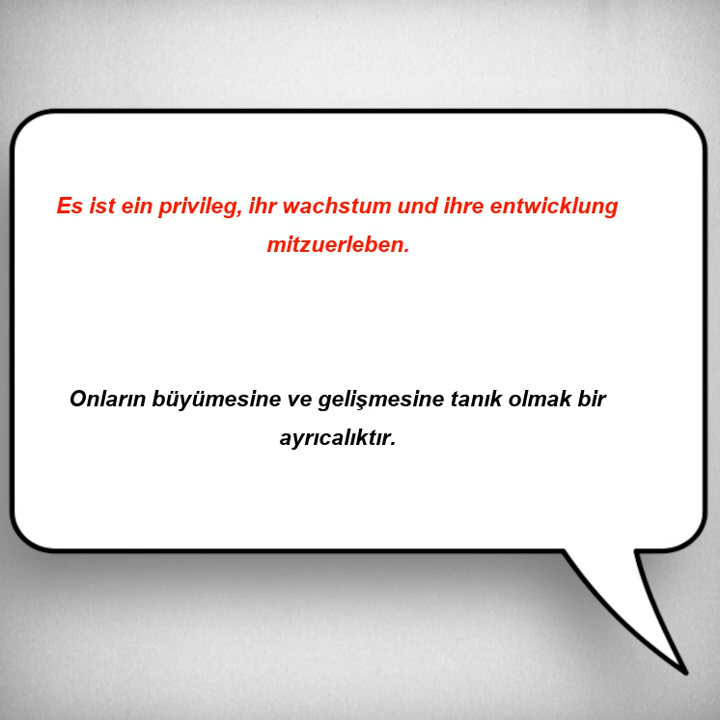 Es ist ein privileg, ihr wachstum und ihre entwicklung
mitzuerleben.
Onların büyümesine ve gelişmesine tanık olmak bir
ayrıcalıktır.